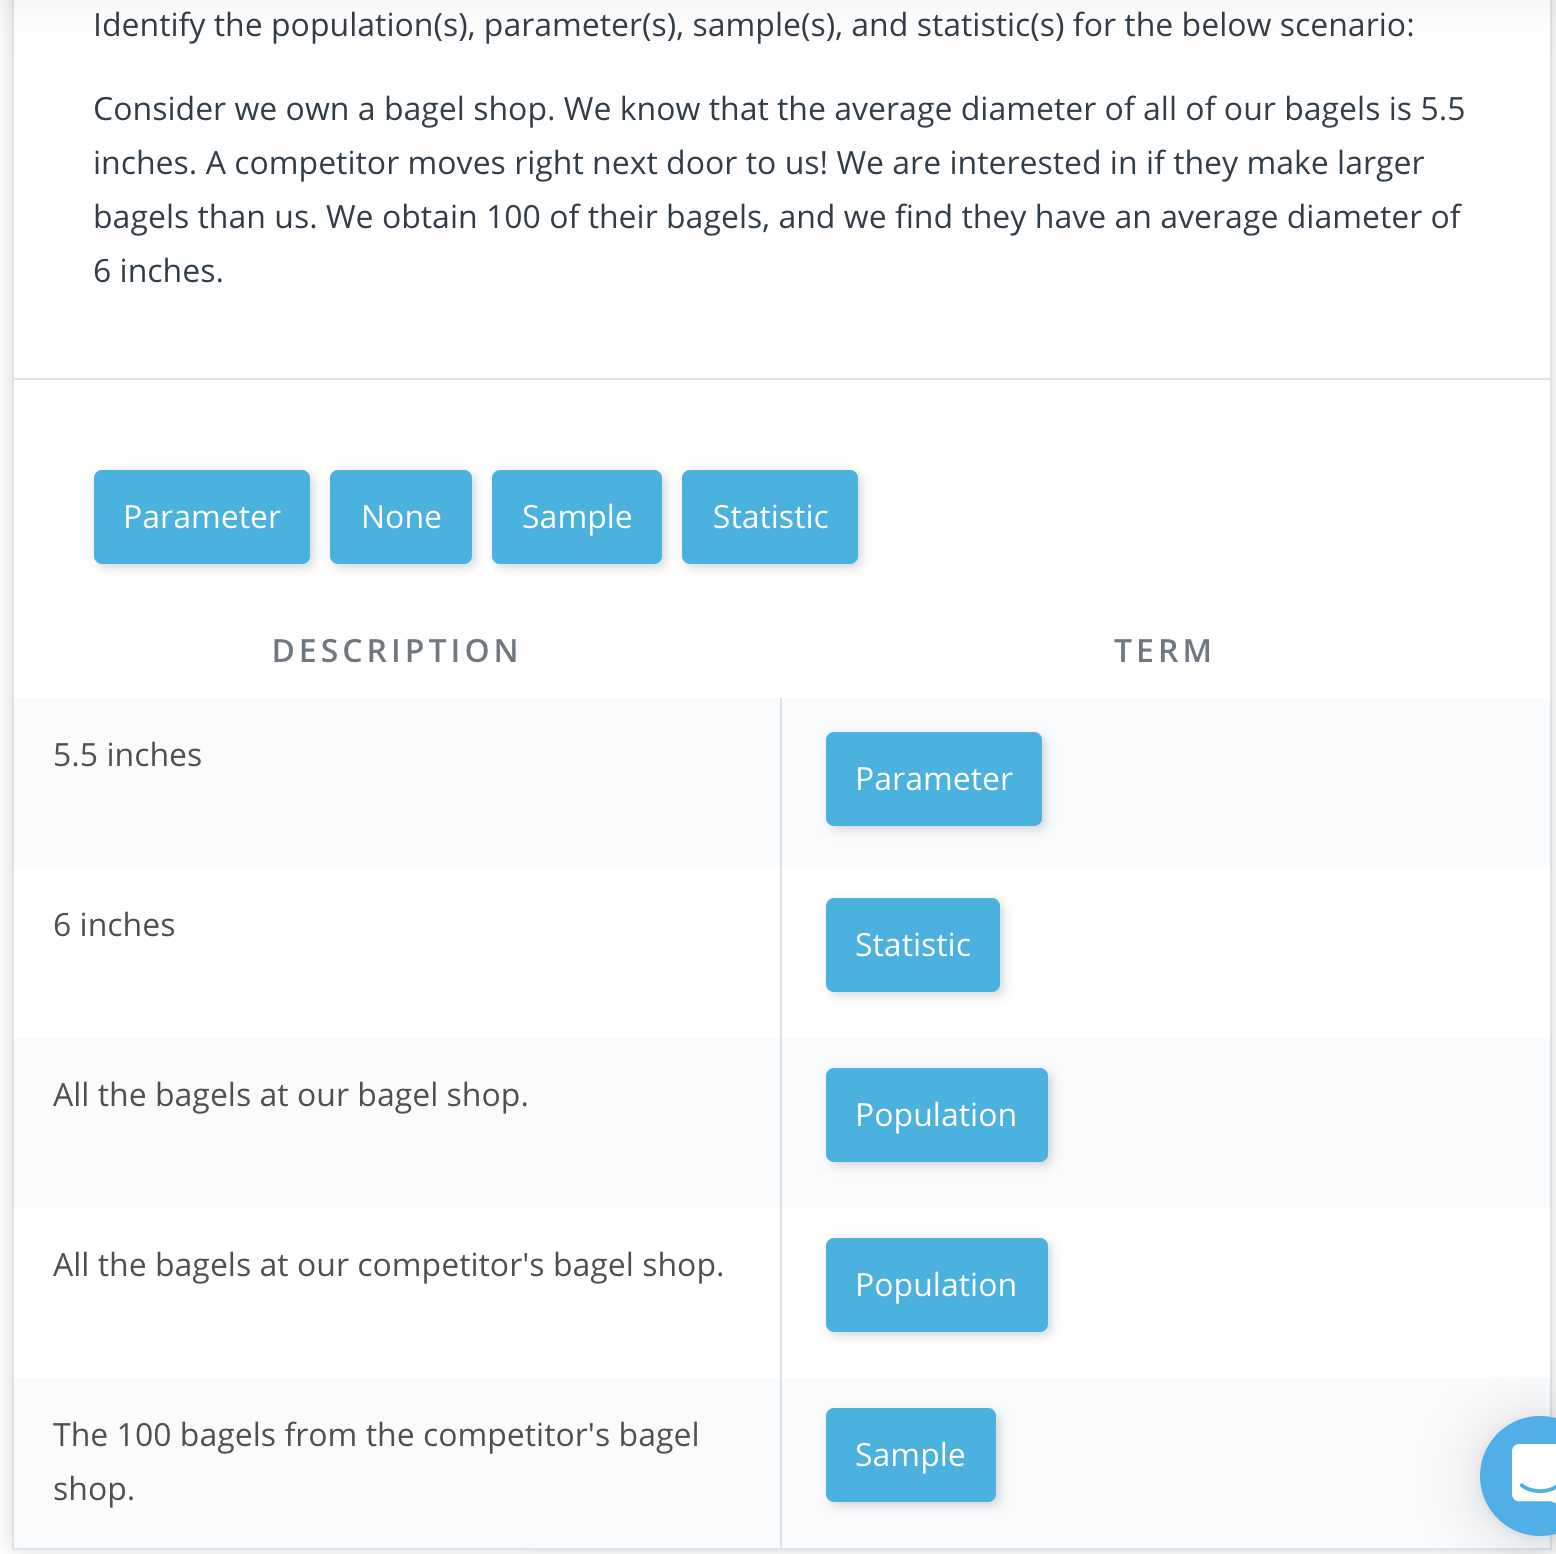 Identify the population(s), parameter(s), sample(s), and statistic(s) for the below scenario:
Consider we own a bagel shop. We know that the average diameter of all of our bagels is 5.5
inches. A competitor moves right next door to us! We are interested in if they make larger
bagels than us. We obtain 100 of their bagels, and we find they have an average diameter of
6 inches.
Parameter None Sample Statistic
DESCRIPTION TERM
5.5 inches
Parameter
6 inches
Statistic
All the bagels at our bagel shop.
Population
All the bagels at our competitor's bagel shop.
Population
The 100 bagels from the competitor's bagel
shop.
Sample